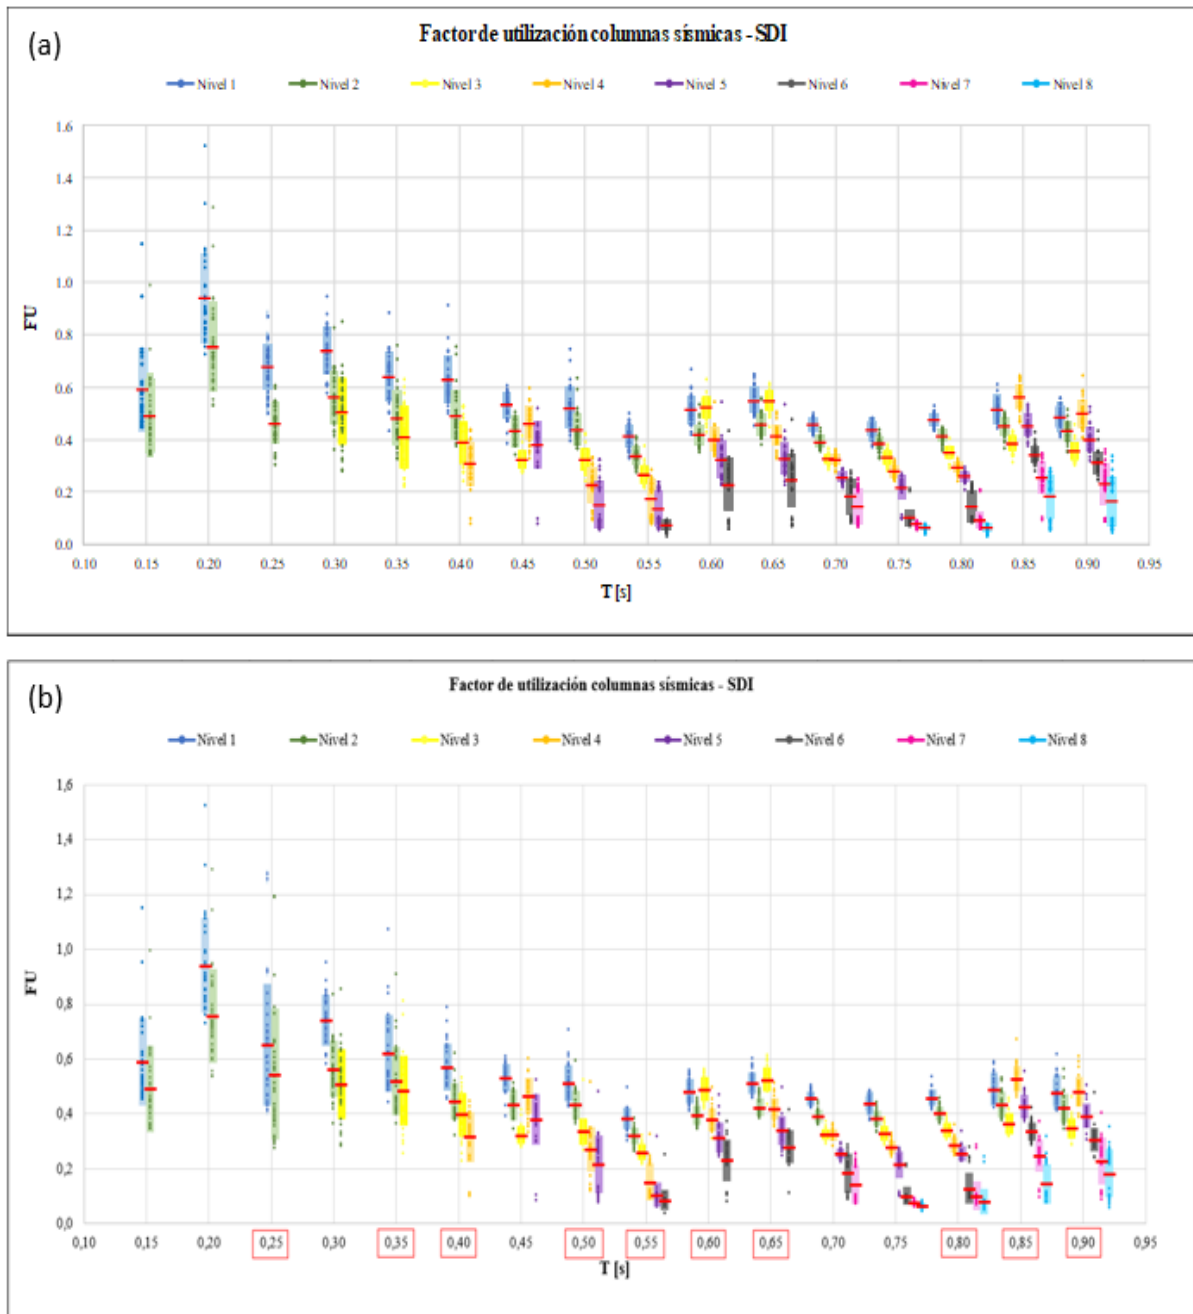 (a)
Factor de utilización columnas sísmicas - SDI
Nivel 1 Nivel 2 Nivel 3 Nivel 4 Nivel 5 Nivel 6 Nivel 7 Nivel 8
1.6
1.4
1.2
1.0
0.8
0.6
0.4
0.2
0.0
FU
0.10 0.15 0.20 0.25 0.30 0.35 0.40 0.45 0.50 0.55 0.60 0.65 0.70 0.75 0.80 0.85 0.90 0.95
T [s]
(b)
Factor de utilización columnas sísmicas - SDI
Nivel 1 Nivel 2 Nivel 3 Nivel 4 Nivel 5 Nivel 6 Nivel 7 Nivel 8
1,6
1,4
1,2
1,0
0,8
0,6
0,4
0,2
0,0
FU
0,10 0,15 0,20 0,25 0,30 0,35 0,40 0,45 0,50 0,55 0,60 0,65 0,70 0,75 0,80 0,85 0,90 0,95
T [s]